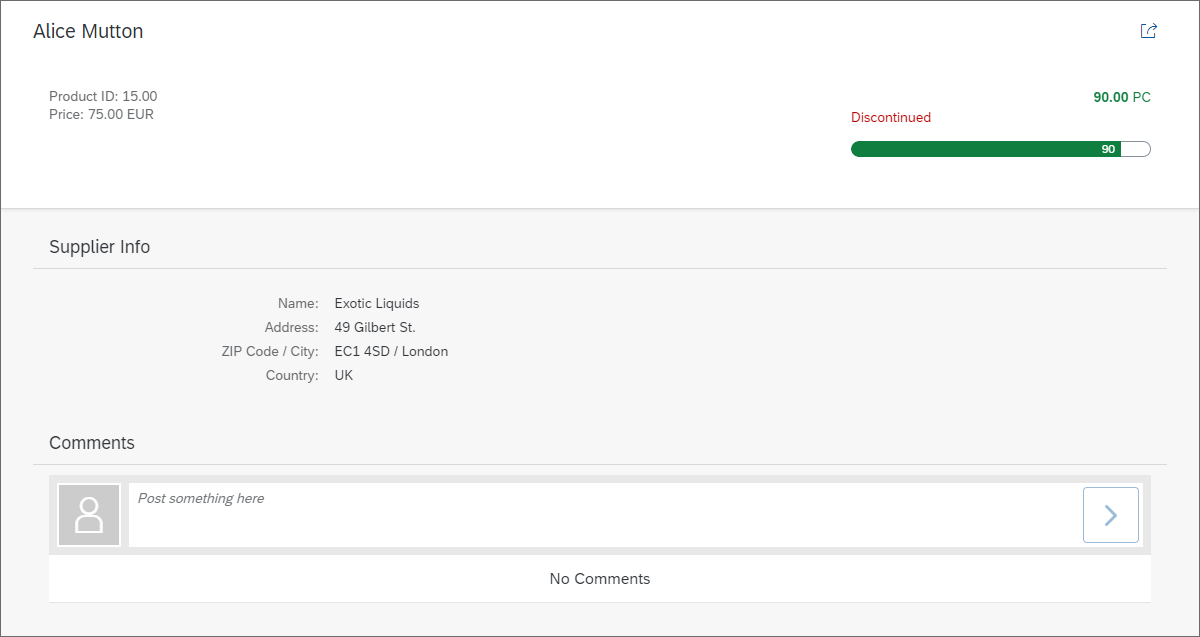 Alice Mutton
Product ID: 15.00
Price: 75.00 EUR
90.00 PC
Discontinued
90
Supplier Info
Name: Exotic Liquids
Address: 49 Gilbert St.
ZIP Code / City: EC1 4SD / London
Country: UK
Comments
Post something here
No Comments